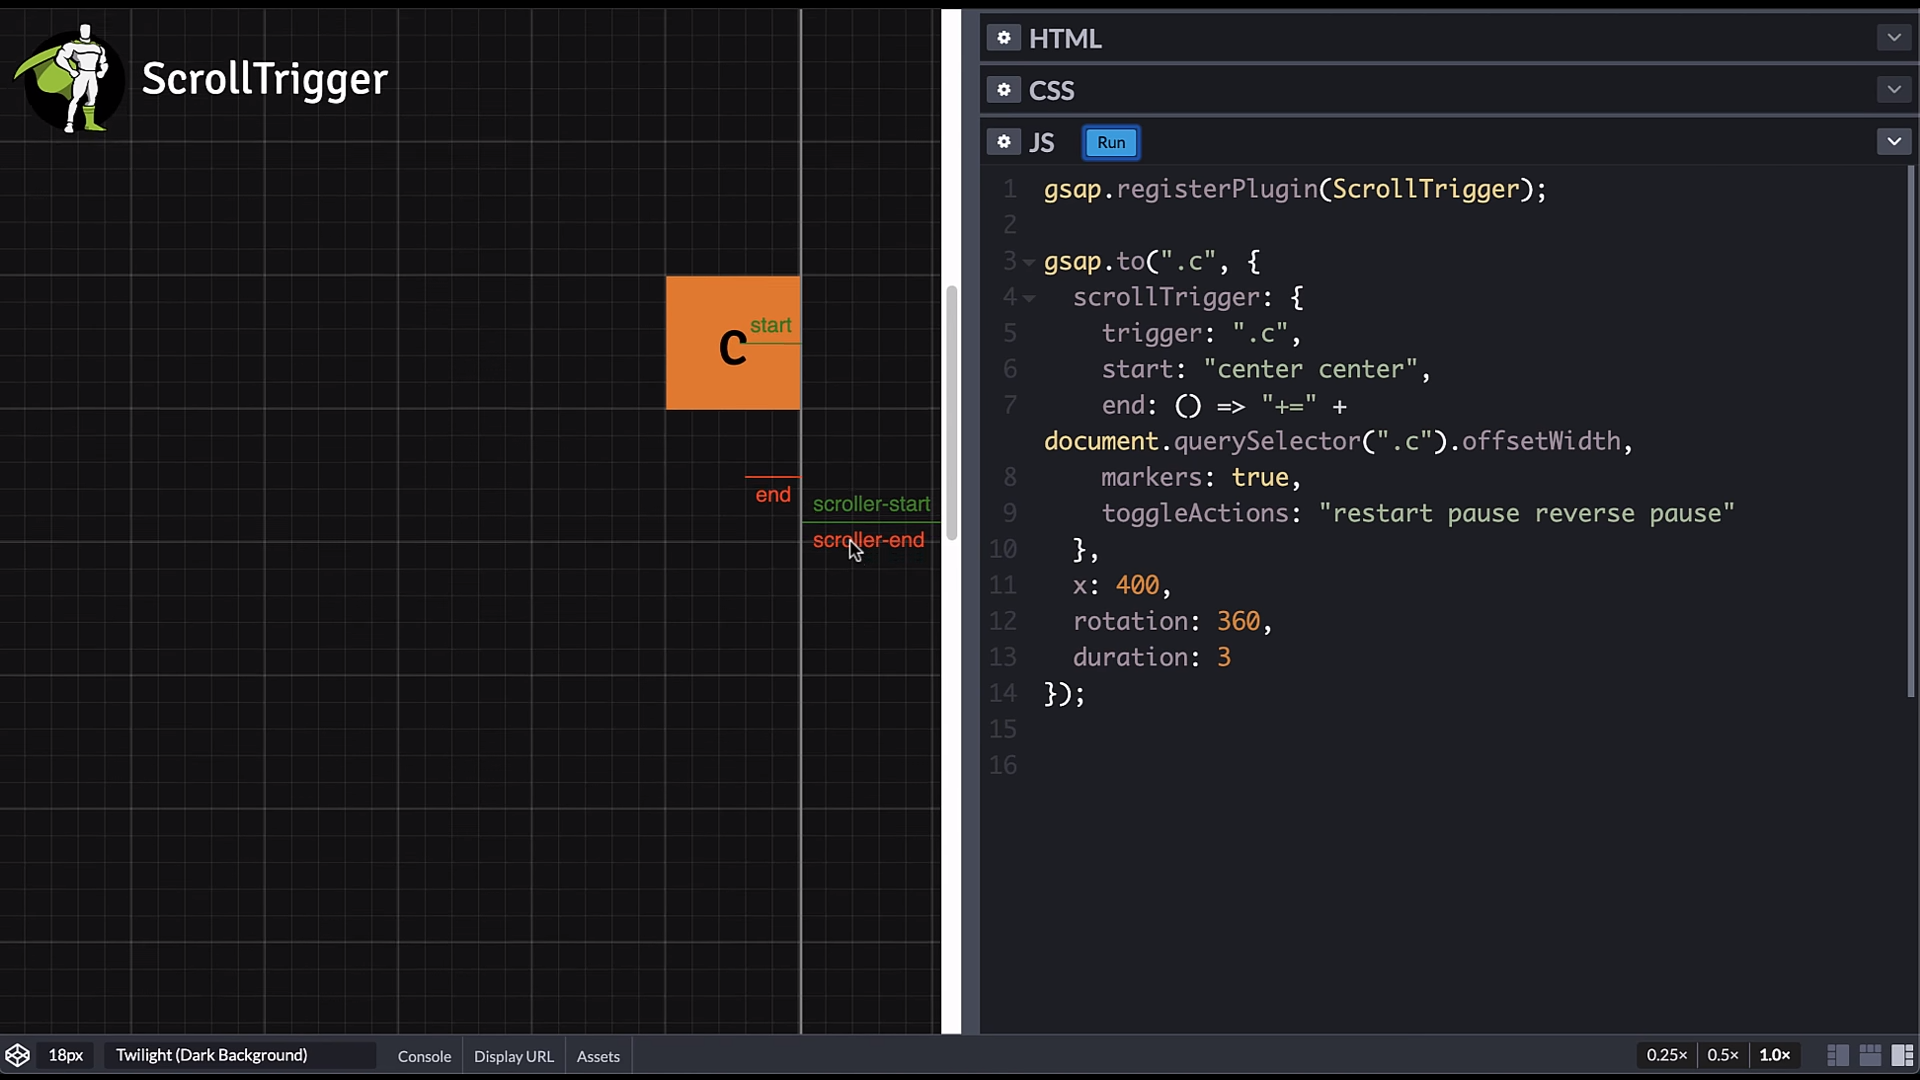 ScrollTrigger
C
start
end
scroller-start
scroller-end
HTML
CSS
JS
Run
1 gsap.registerPlugin(ScrollTrigger);
2
3 gsap.to(".c", {
4 scrollTrigger: {
5 trigger: ".c",
6 start: "center center",
7 end: () => "+=" +
document.querySelector(".c").offsetWidth,
8 markers: true,
9 toggleActions: "restart pause reverse pause"
10 },
11 x: 400,
12 rotation: 360,
13 duration: 3
14 });
15
16
18px Twilight (Dark Background) Console Display URL Assets 0.25× 0.5× 1.0×